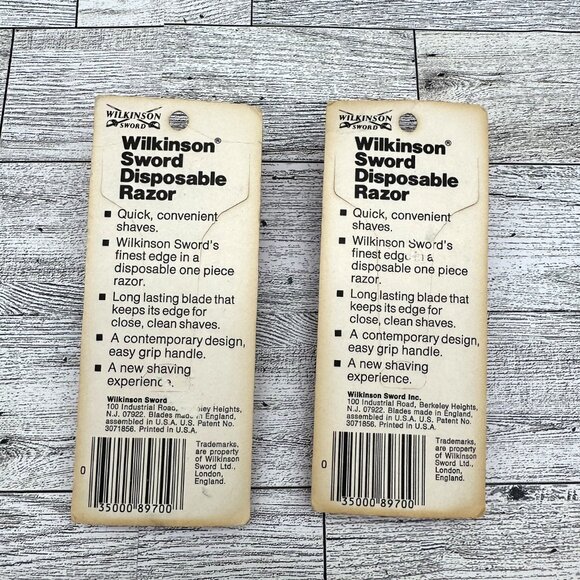 WILKINSON
SWORD
Wilkinson®
Sword
Disposable
Razor
■ Quick, convenient
shaves.
■ Wilkinson Sword's
finest edge in a
disposable one piece
razor.
■ Long lasting blade that
keeps its edge for
close, clean shaves.
■ A contemporary design,
easy grip handle.
■ A new shaving
experience.
Wilkinson Sword
100 Industrial Road, Heights,
N.J. 07922. Blades made in England,
assembled in U.S.A. U.S. Patent No.
3071856. Printed in U.S.A.
Trademarks,
are property
of Wilkinson
Sword Ltd.,
London,
England.
0
35000 89700
WILKINSON
SWORD
Wilkinson®
Sword
Disposable
Razor
■ Quick, convenient
shaves.
■ Wilkinson Sword's
finest edge in a
disposable one piece
razor.
■ Long lasting blade that
keeps its edge for
close, clean shaves.
■ A contemporary design,
easy grip handle.
■ A new shaving
experience.
Wilkinson Sword Inc.
100 Industrial Road, Berkeley Heights,
N.J. 07922. Blades made in England,
assembled in U.S.A. U.S. Patent No.
3071856. Printed in U.S.A.
Trademarks,
are property
of Wilkinson
Sword Ltd.,
London,
England.
0
35000 89700